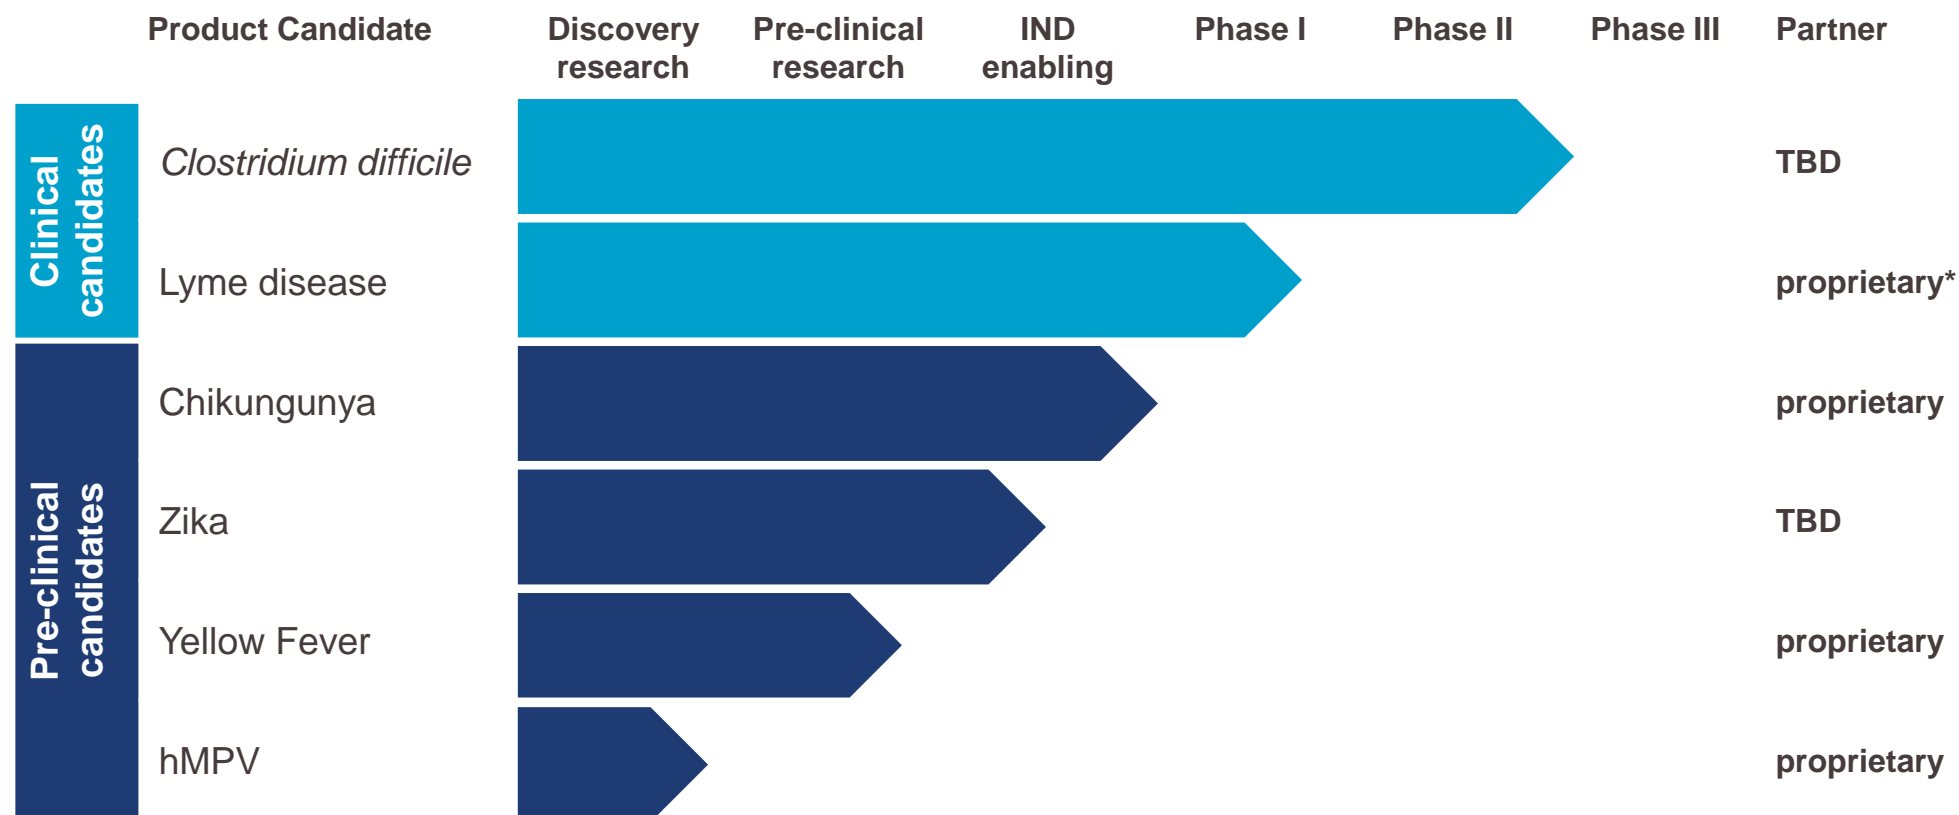 Product Candidate
Discovery research
Pre-clinical research
IND enabling
Phase I
Phase II
Phase III
Partner
Clinical candidates
Clostridium difficile
TBD
Lyme disease
proprietary*
Pre-clinical candidates
Chikungunya
proprietary
Zika
TBD
Yellow Fever
proprietary
hMPV
proprietary